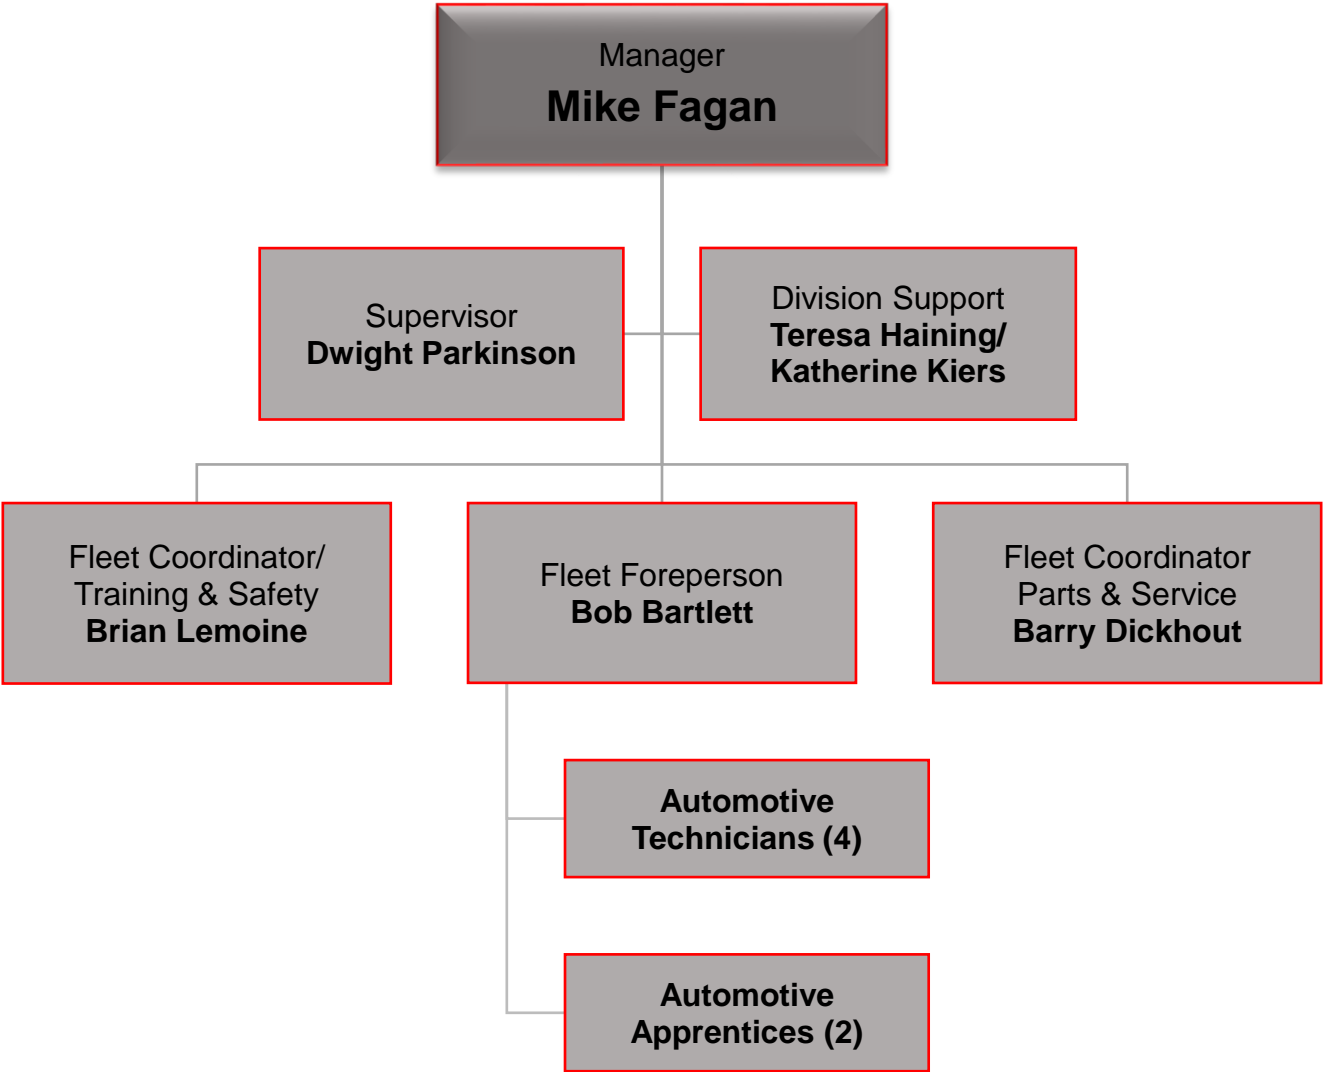 Manager
Mike Fagan
Supervisor
Dwight Parkinson
Division Support
Teresa Haining/
Katherine Kiers
Fleet Coordinator/
Training & Safety
Brian Lemoine
Fleet Foreperson
Bob Bartlett
Fleet Coordinator
Parts & Service
Barry Dickhout
Automotive
Technicians (4)
Automotive
Apprentices (2)